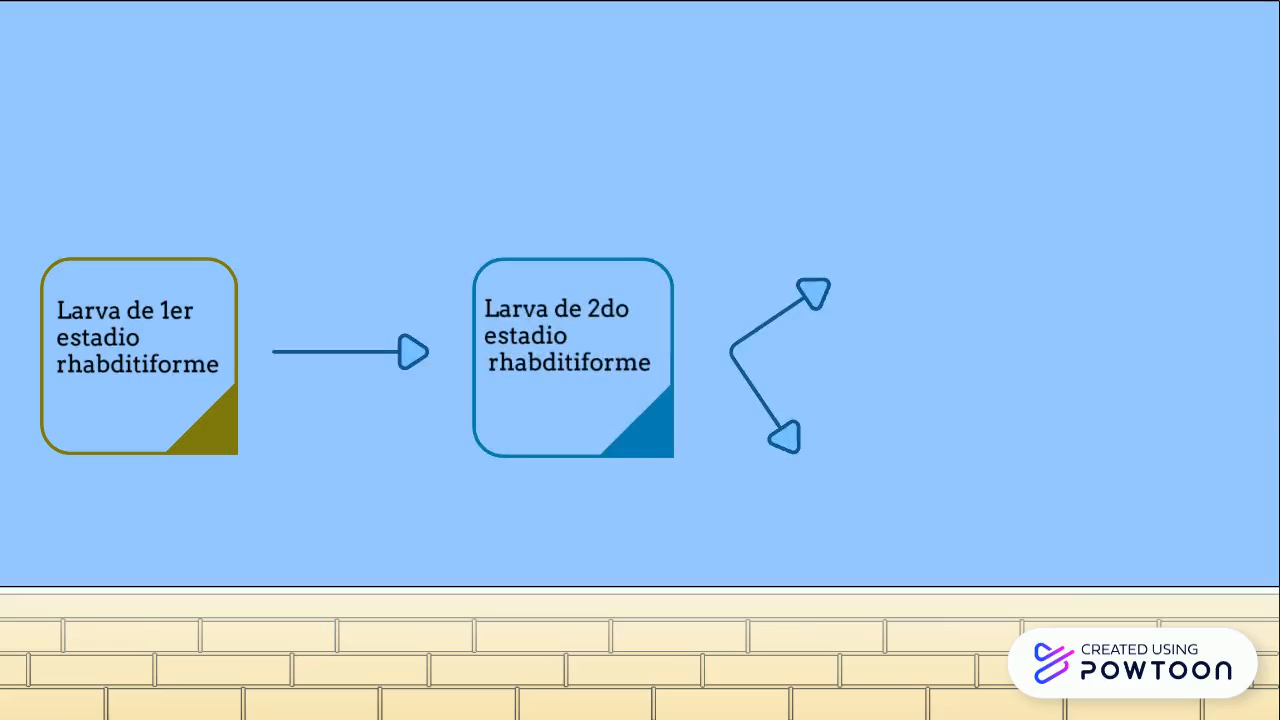 Larva de 1er
estadio
rhabditiforme
Larva de 2do
estadio
rhabditiforme
CREATED USING
POWTOON